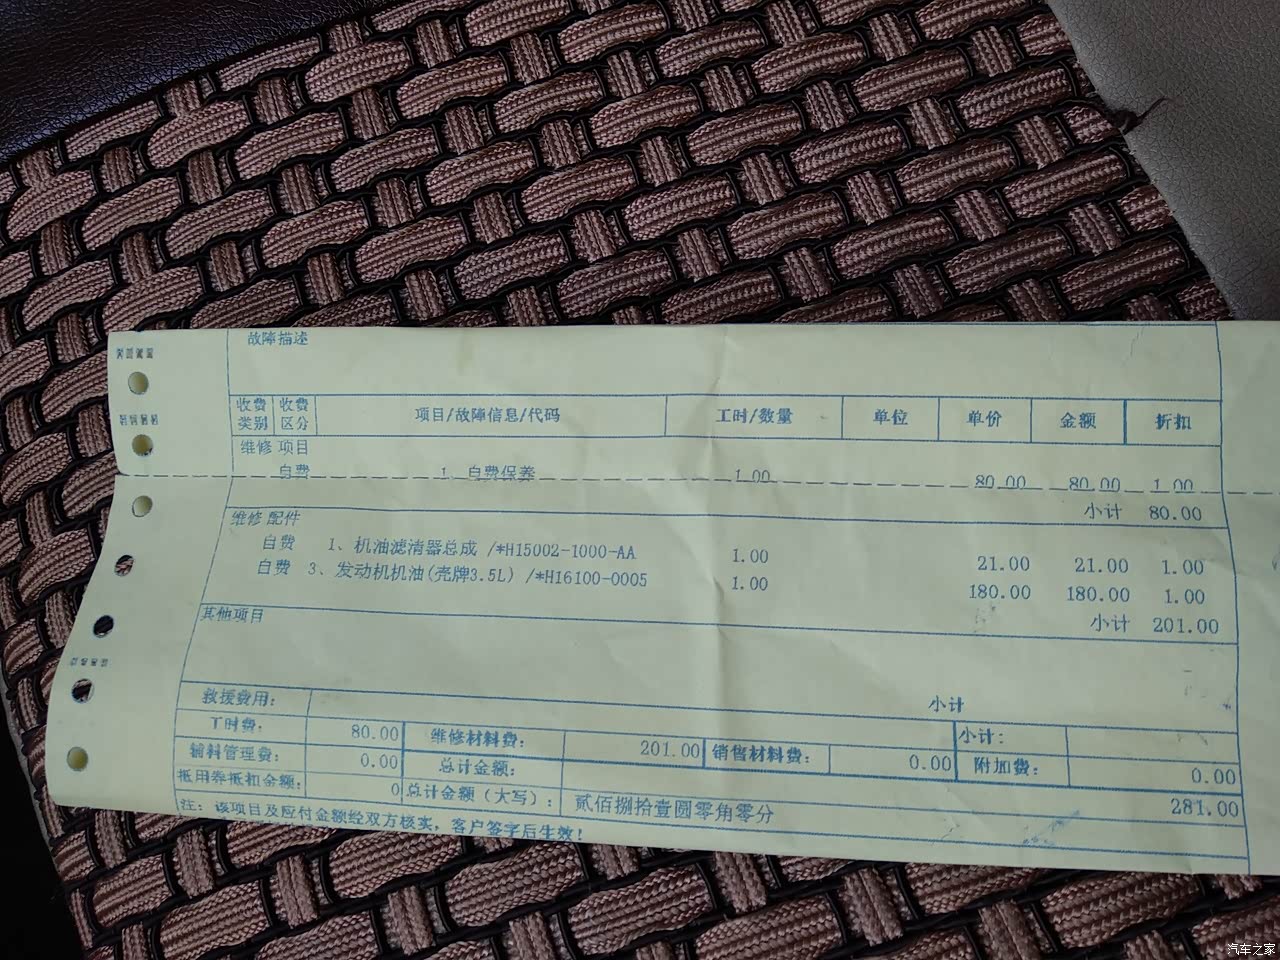 故障描述
收费类别 收费区分 项目/故障信息/代码 工时/数量 单位 单价 金额 折扣
维修 项目
自费 1、自费保养 1.00 80.00 80.00 1.00
小计 80.00
维修 配件
自费 1、机油滤清器总成 /*H15002-1000-AA 1.00 21.00 21.00 1.00
自费 3、发动机机油(壳牌3.5L) /*H16100-0005 1.00 180.00 180.00 1.00
小计 201.00
其他项目
小计
救援费用: 小计:
工时费: 80.00 维修材料费: 201.00 销售材料费: 0.00 附加费: 0.00
辅料管理费: 0.00 总计金额: 281.00
抵用券抵扣金额: 0 总计金额（大写）: 贰佰捌拾壹圆零角零分
注: 该项目及应付金额经双方核实，客户签字后生效!
汽车之家